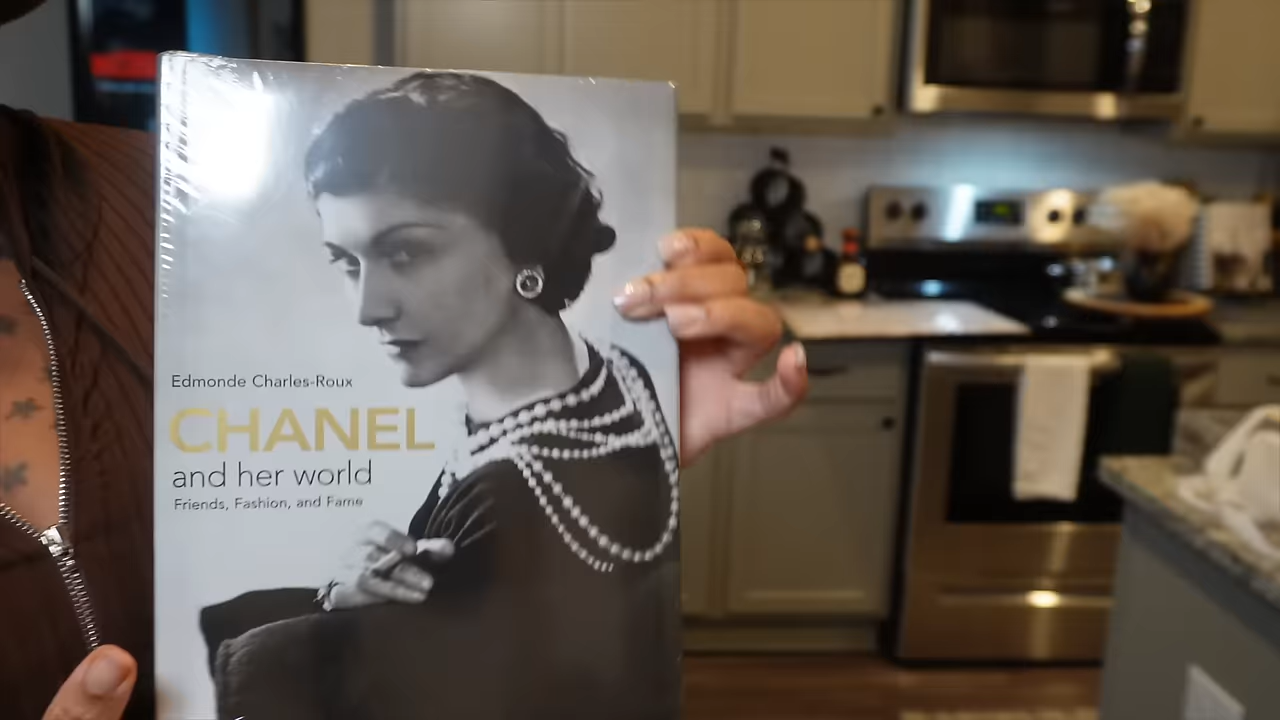 Edmonde Charles-Roux
CHANEL
and her world
Friends, Fashion, and Fame